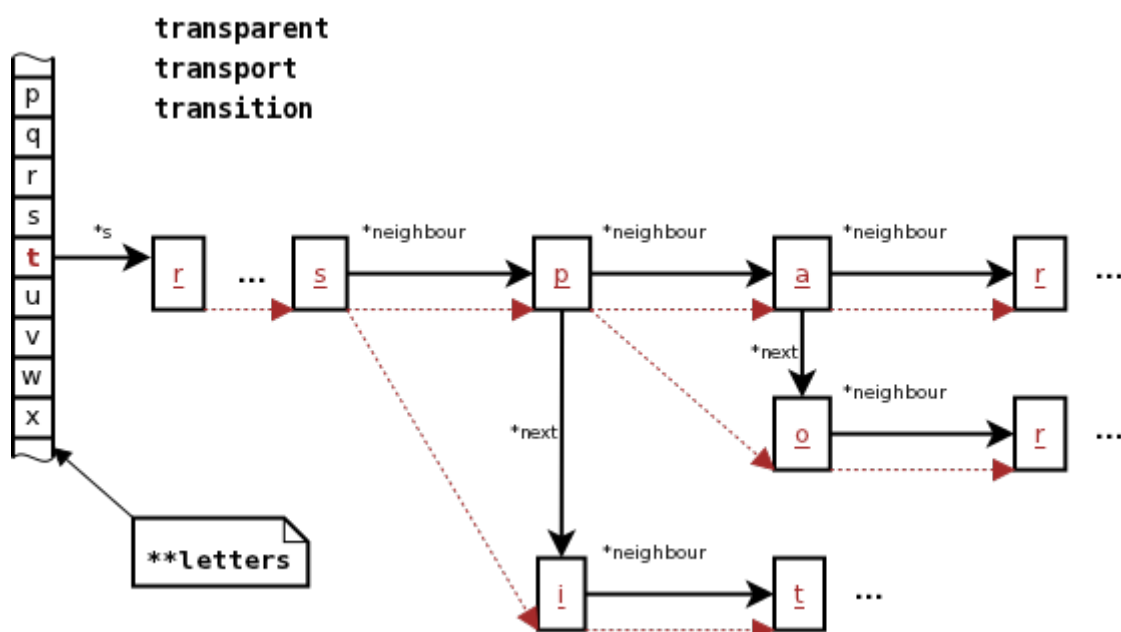 transparent
transport
transition
p
q
r
s
t
u
v
w
x
*s
r
...
s
*neighbour
p
*neighbour
a
*neighbour
r
...
*next
o
*neighbour
r
...
*next
i
*neighbour
t
...
**letters